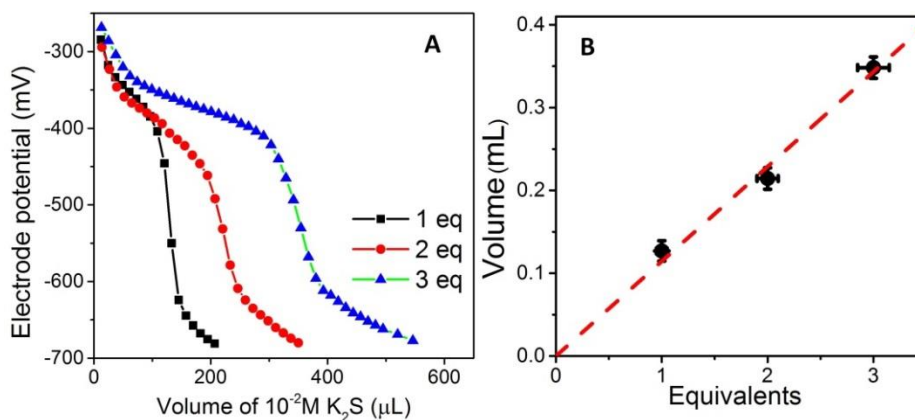 A
-300
-400
-500
-600
-700
Electrode potential (mV)
1 eq
2 eq
3 eq
0
200
400
600
Volume of 10⁻²M K₂S (µL)
B
0.4
0.3
0.2
0.1
0.0
Volume (mL)
0
1
2
3
Equivalents